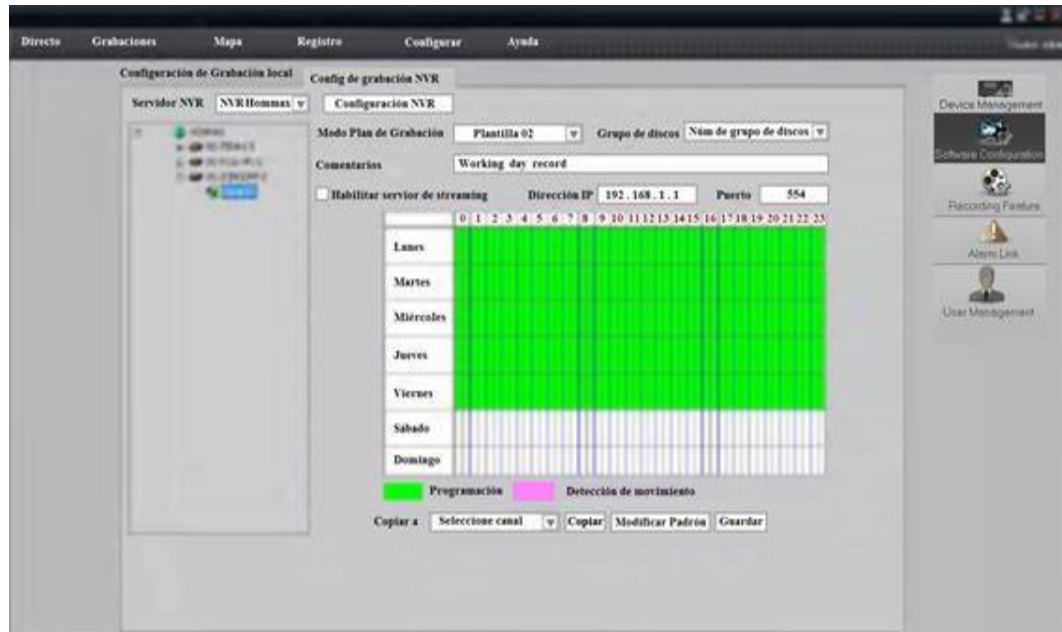 Directo Grabaciones Mapa Registro Configurar Ayuda
Configuración de Grabación local Config de grabación NVR
Servidor NVR NVR Hommax Configuración NVR
Modo Plan de Grabación Plantilla 02 Grupo de discos Núm de grupo de discos
Comentarios Working day record
Habilitar servior de streaming Dirección IP 192.168.1.1 Puerto 554
0 1 2 3 4 5 6 7 8 9 10 11 12 13 14 15 16 17 18 19 20 21 22 23
Lunes
Martes
Miércoles
Jueves
Viernes
Sábado
Domingo
Programación Detección de movimiento
Copiar a Seleccione canal Copiar Modificar Padrón Guardar
Device Management
Software Configuration
Recording Feature
Alarm Link
User Management